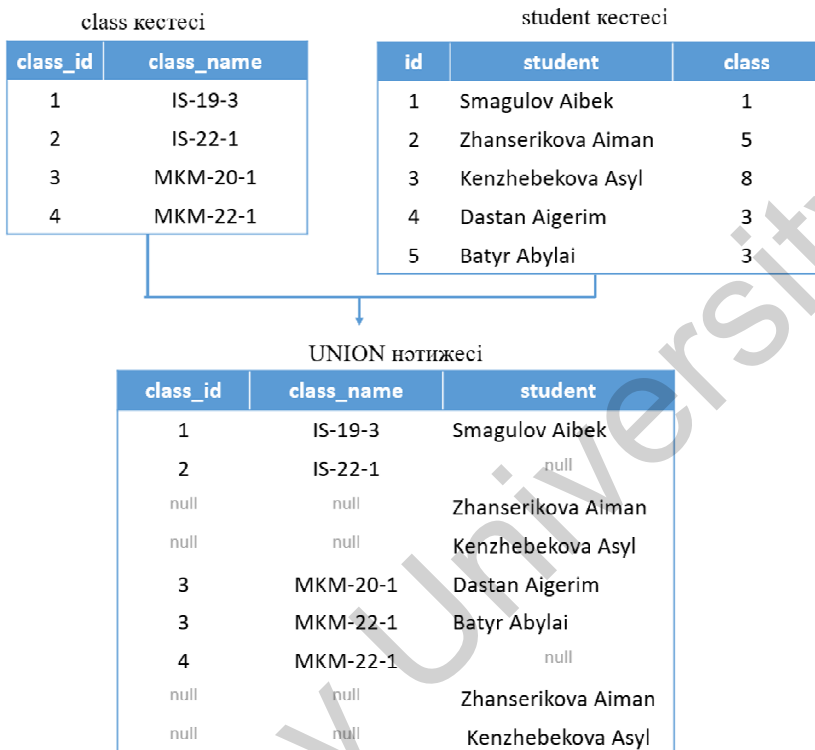 class кестесі
class_id class_name
1 IS-19-3
2 IS-22-1
3 MKM-20-1
4 MKM-22-1
student кестесі
id student class
1 Smagulov Aibek 1
2 Zhanserikova Aiman 5
3 Kenzhebekova Asyl 8
4 Dastan Aigerim 3
5 Batyr Abylai 3
UNION нәтижесі
class_id class_name student
1 IS-19-3 Smagulov Aibek
2 IS-22-1 null
null null Zhanserikova Aiman
null null Kenzhebekova Asyl
3 MKM-20-1 Dastan Aigerim
3 MKM-22-1 Batyr Abylai
4 MKM-22-1 null
null null Zhanserikova Aiman
null null Kenzhebekova Asyl